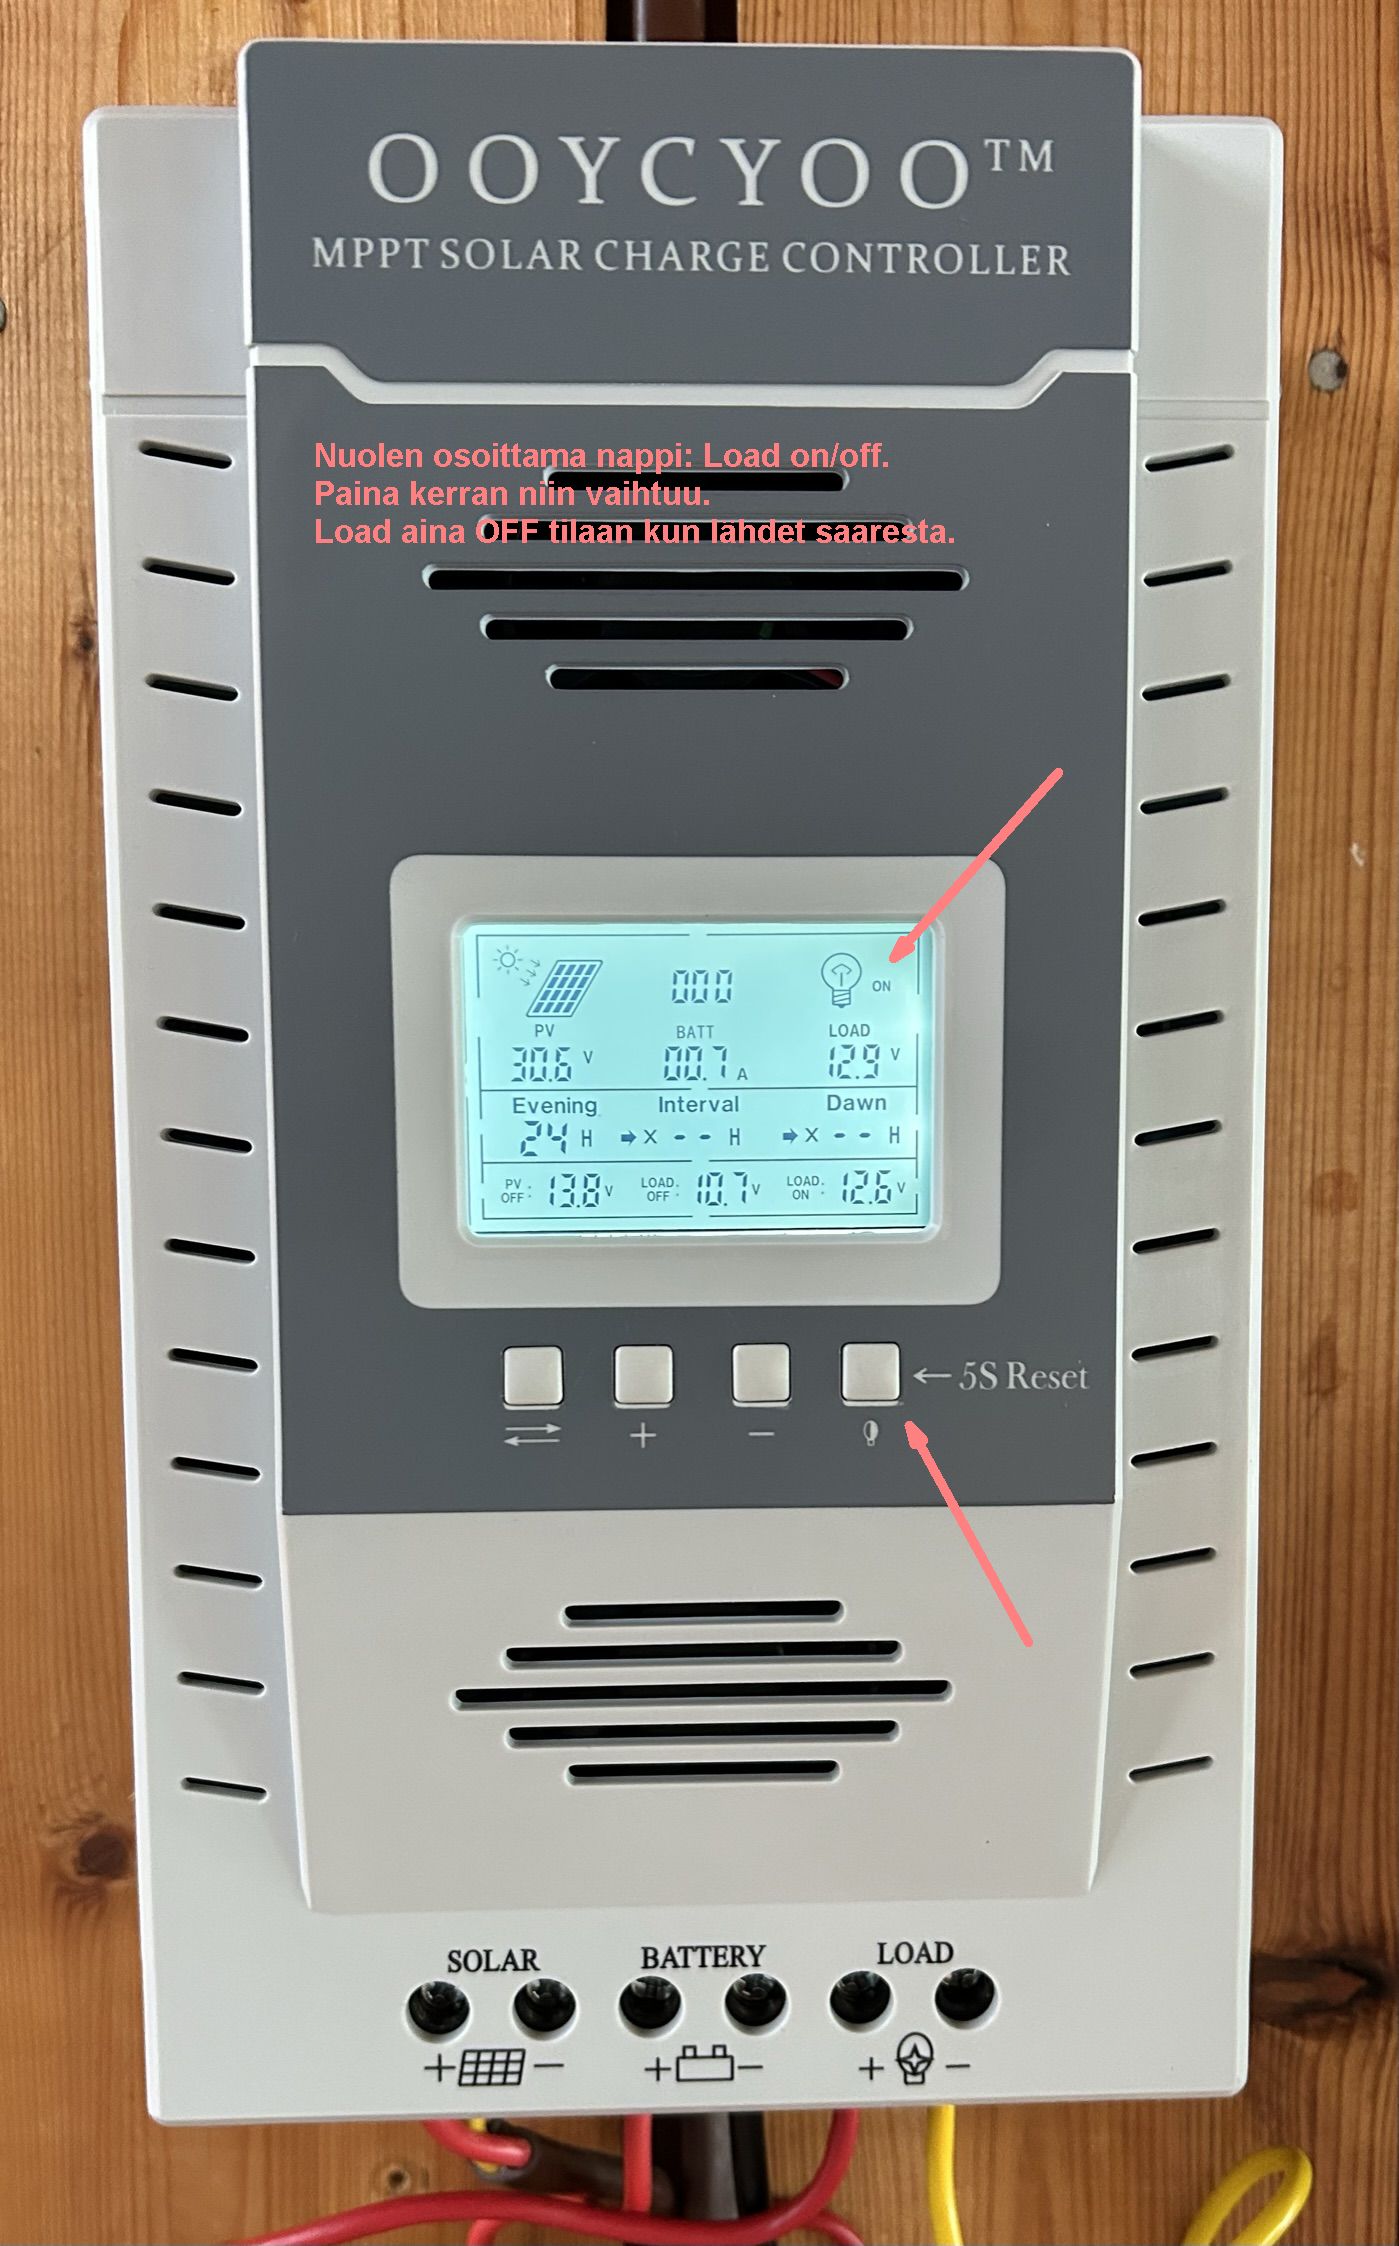 OOYCYOO™
MPPT SOLAR CHARGE CONTROLLER
Nuolen osoittama nappi: Load on/off.
Paina kerran niin vaihtuu.
Load aina OFF tilaan kun lähdet saaresta.
000 ON
PV BATT LOAD
30.6 V 00.7 A 12.9 V
Evening Interval Dawn
24 H ➡X -- H ➡X -- H
PV OFF: 13.8 V LOAD. OFF: 10.7 V LOAD. ON: 12.6 V
←5S Reset
+ −
SOLAR BATTERY LOAD
+ − + − + −